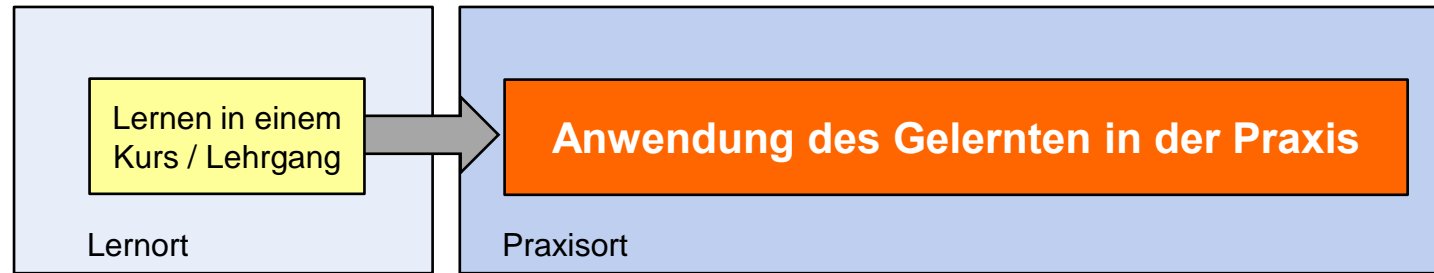 Lernen in einem
Kurs / Lehrgang
Anwendung des Gelernten in der Praxis
Lernort
Praxisort